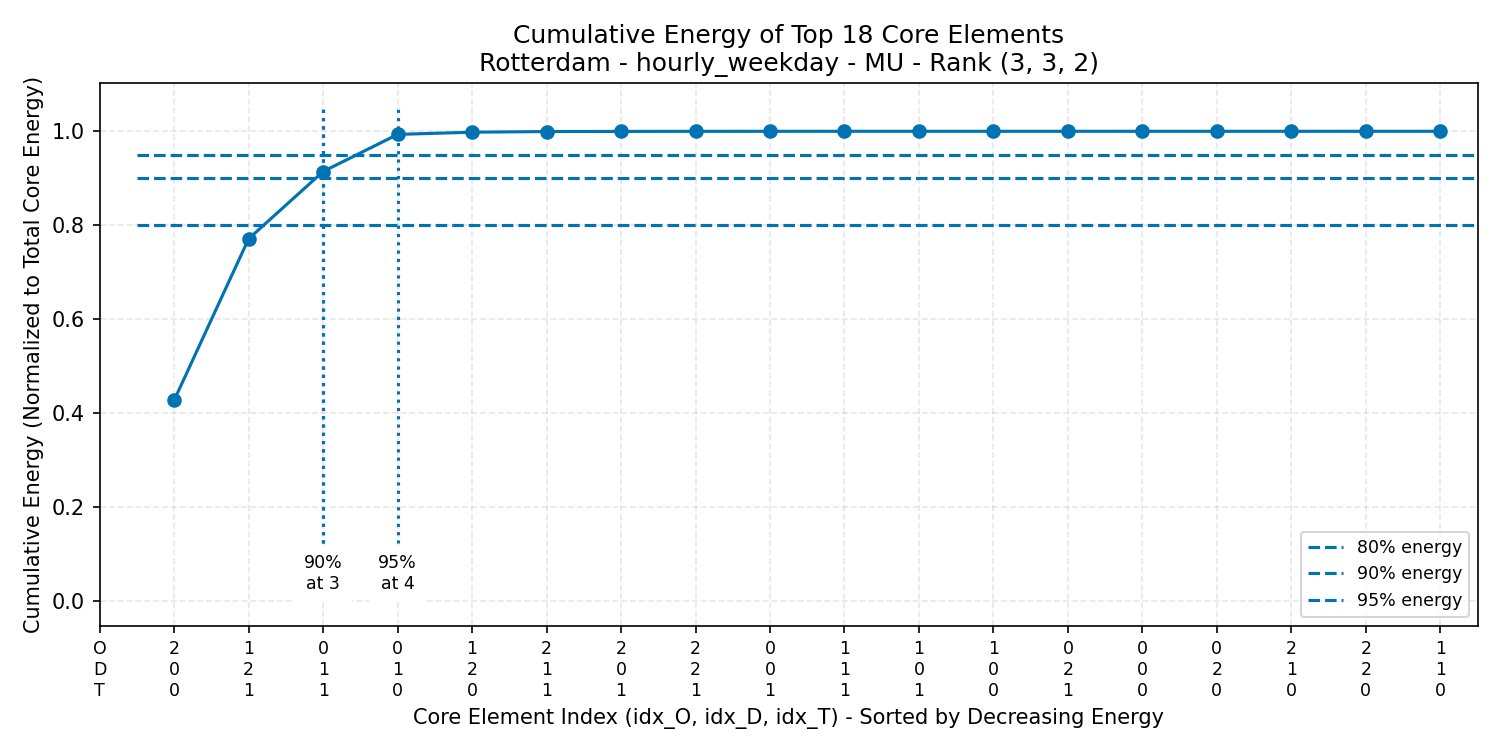 Cumulative Energy of Top 18 Core Elements
Rotterdam - hourly_weekday - MU - Rank (3, 3, 2)
Cumulative Energy (Normalized to Total Core Energy)
1.0
0.8
0.6
0.4
0.2
0.0
90%
at 3
95%
at 4
80% energy
90% energy
95% energy
O 2 1 0 0 1 2 2 2 0 1 1 1 0 0 0 2 2 1
D 0 2 1 1 2 1 0 2 0 1 0 0 2 0 2 1 2 1
T 0 1 1 0 0 1 1 1 1 1 1 0 1 0 0 0 0 0
Core Element Index (idx_O, idx_D, idx_T) - Sorted by Decreasing Energy